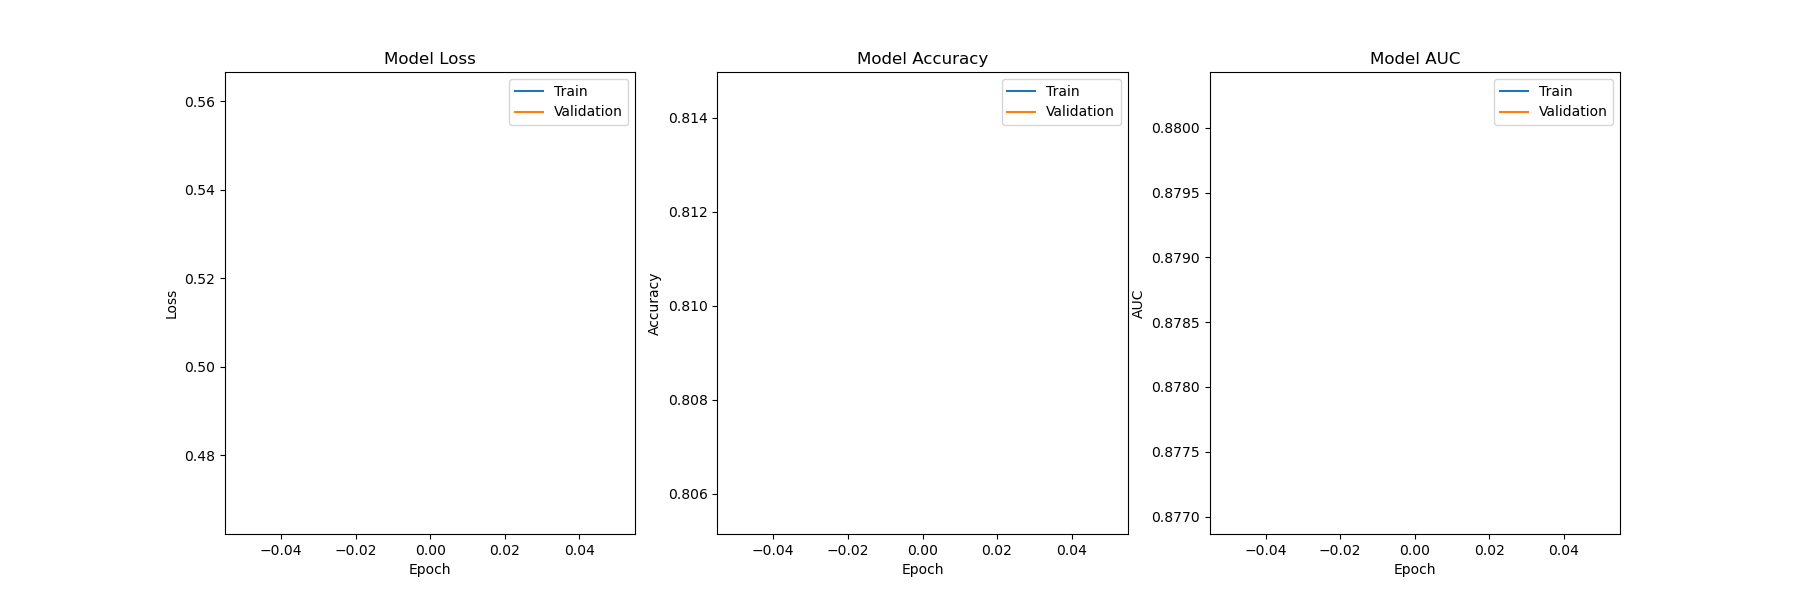 Model Loss
Train
Validation
0.56
0.54
0.52
0.50
0.48
Loss
−0.04 −0.02 0.00 0.02 0.04
Epoch
Model Accuracy
Train
Validation
0.814
0.812
0.810
0.808
0.806
Accuracy
−0.04 −0.02 0.00 0.02 0.04
Epoch
Model AUC
Train
Validation
0.8800
0.8795
0.8790
0.8785
0.8780
0.8775
0.8770
AUC
−0.04 −0.02 0.00 0.02 0.04
Epoch